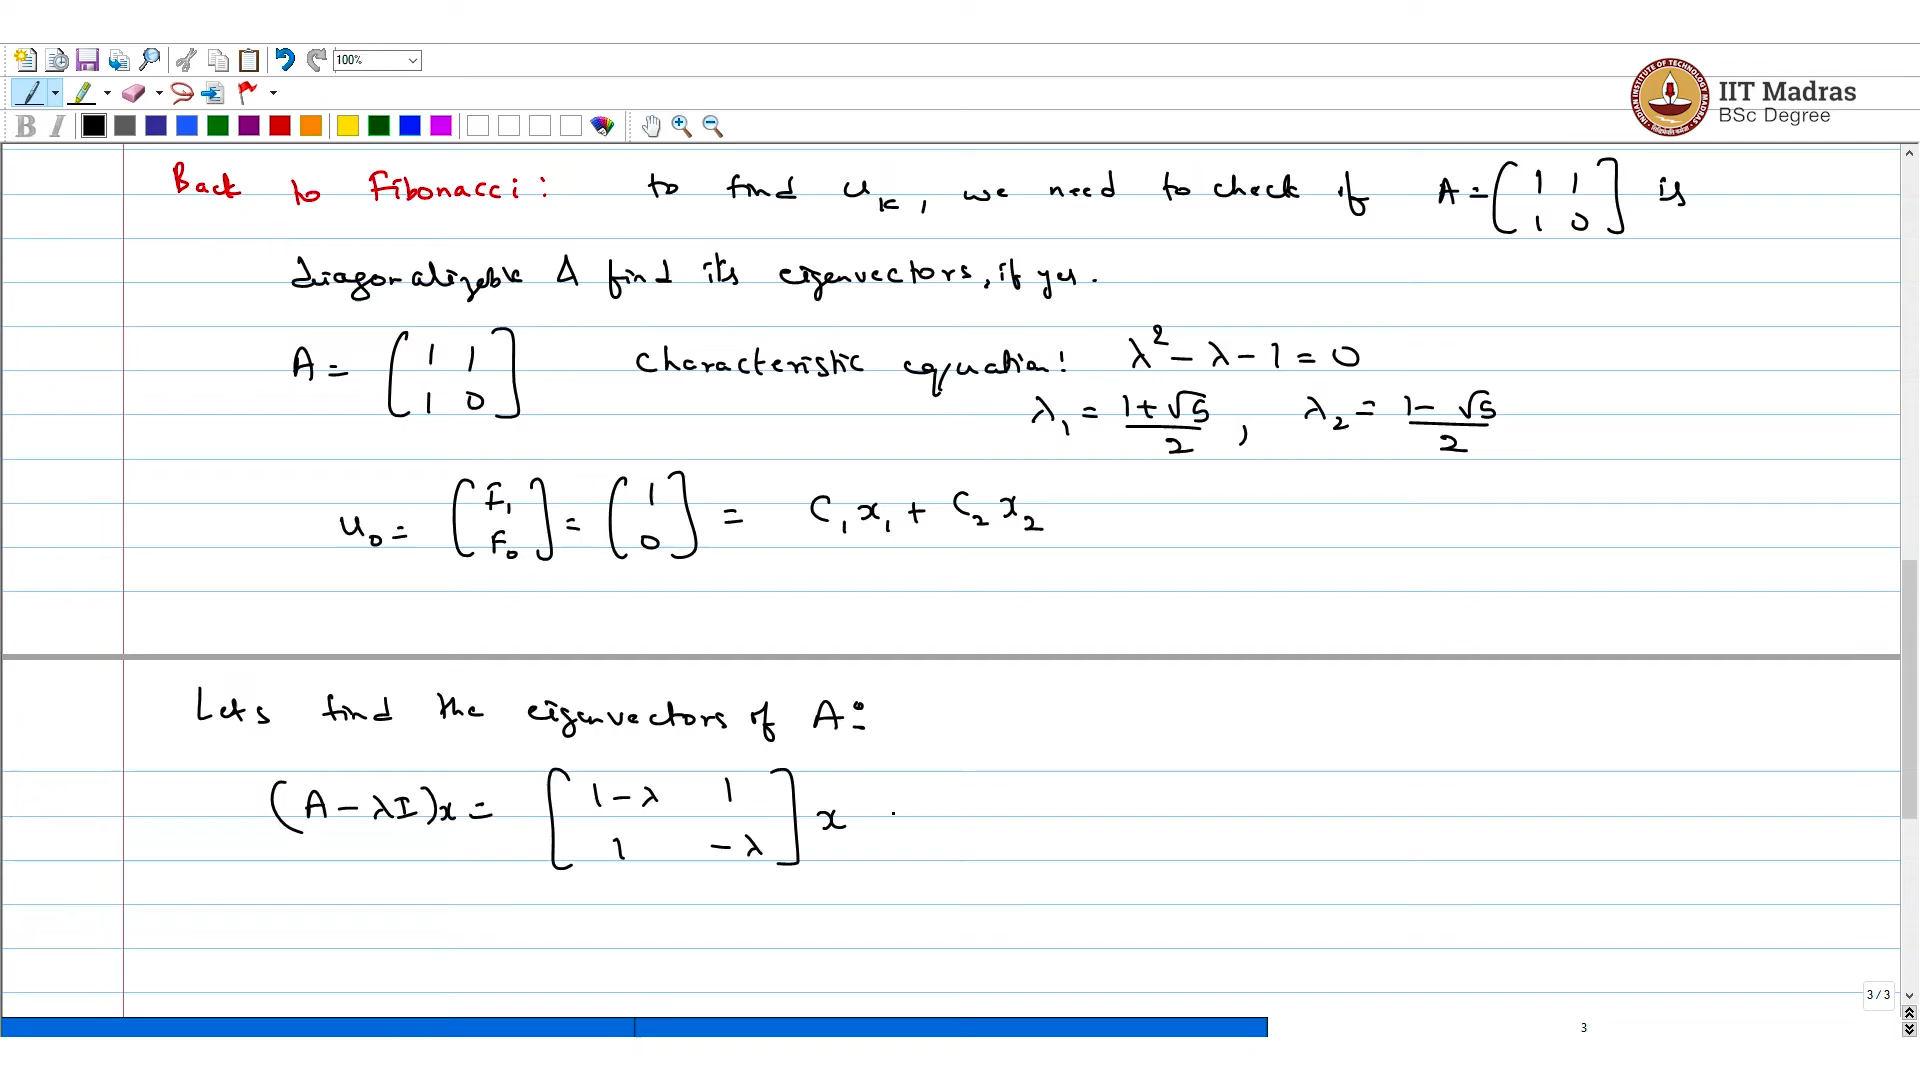 100%
IIT Madras
BSc Degree
B I
Back to Fibonacci : to find u_k, we need to check if A = [1 1; 1 0] is
diagonalizable & find its eigenvectors, if yes.
A = [1 1; 1 0] Characteristic equation: λ² - λ - 1 = 0
λ₁ = (1+√5)/2 , λ₂ = (1-√5)/2
u₀ = [F₁; F₀] = [1; 0] = C₁x₁ + C₂x₂
Lets find the eigenvectors of A:
(A - λI)x = [1-λ 1; 1 -λ] x
3 / 3
3